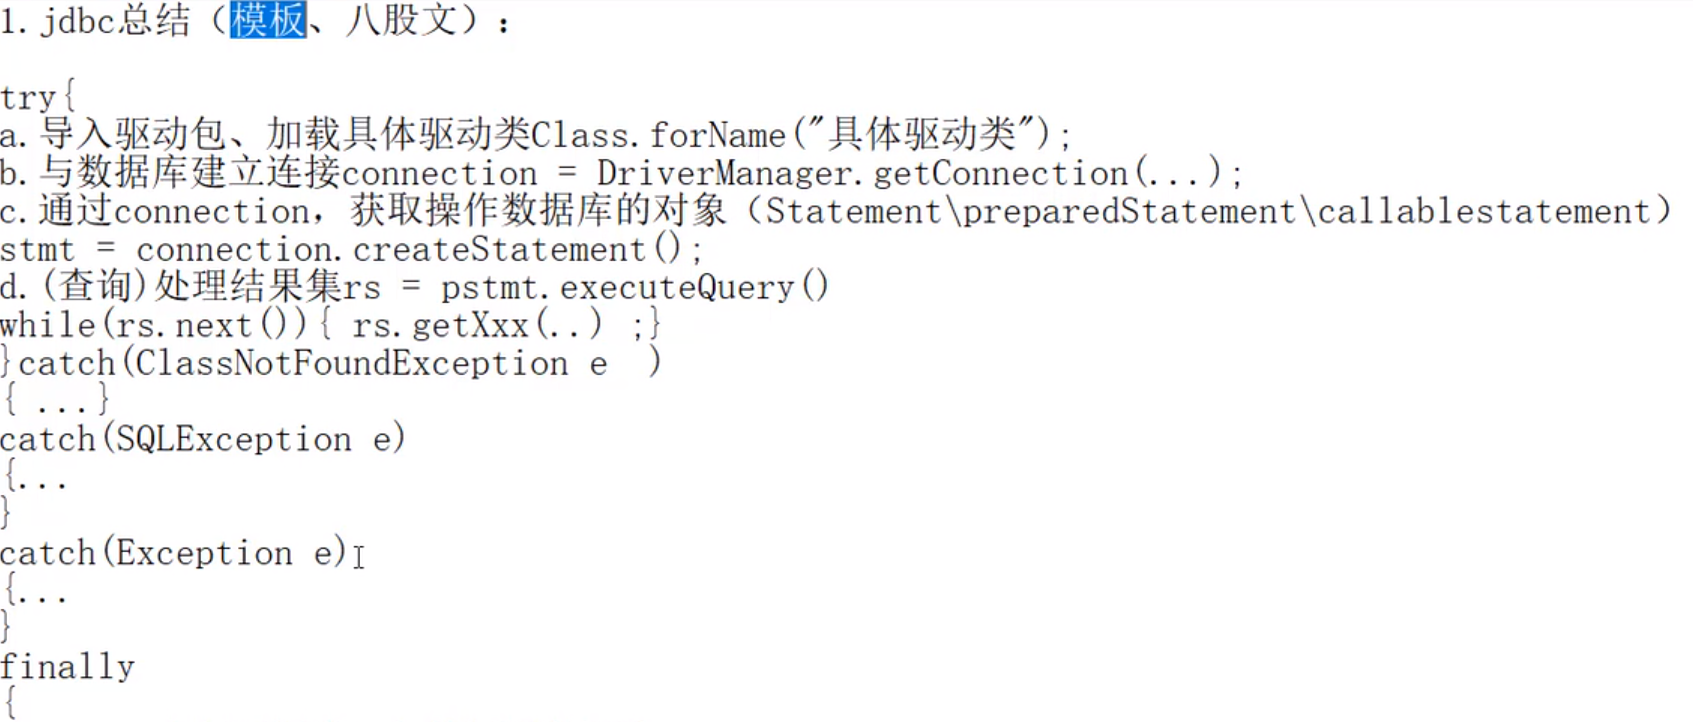 1.jdbc总结（模板、八股文）：
try{
a.导入驱动包、加载具体驱动类Class.forName("具体驱动类");
b.与数据库建立连接connection = DriverManager.getConnection(...);
c.通过connection，获取操作数据库的对象（Statement\preparedStatement\callablestatement）
stmt = connection.createStatement();
d.(查询)处理结果集rs = pstmt.executeQuery()
while(rs.next()){ rs.getXxx(..) ;}
}catch(ClassNotFoundException e  )
{ ...}
catch(SQLException e)
{...
}
catch(Exception e)
{...
}
finally
{